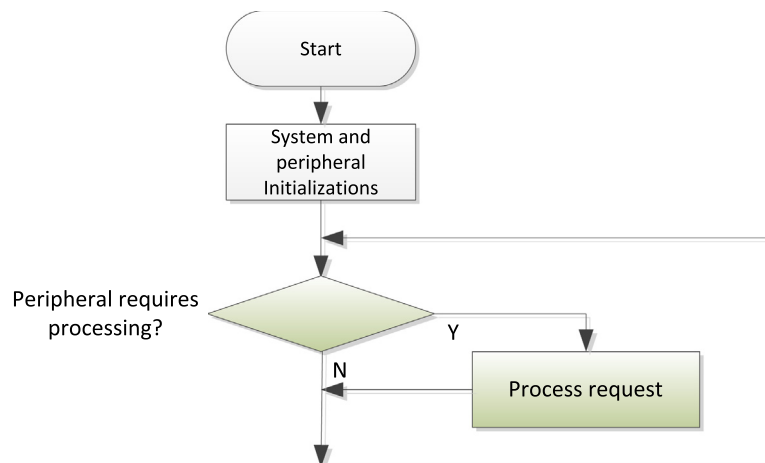 Start
System and
peripheral
Initializations
Peripheral requires
processing?
Y
N
Process request